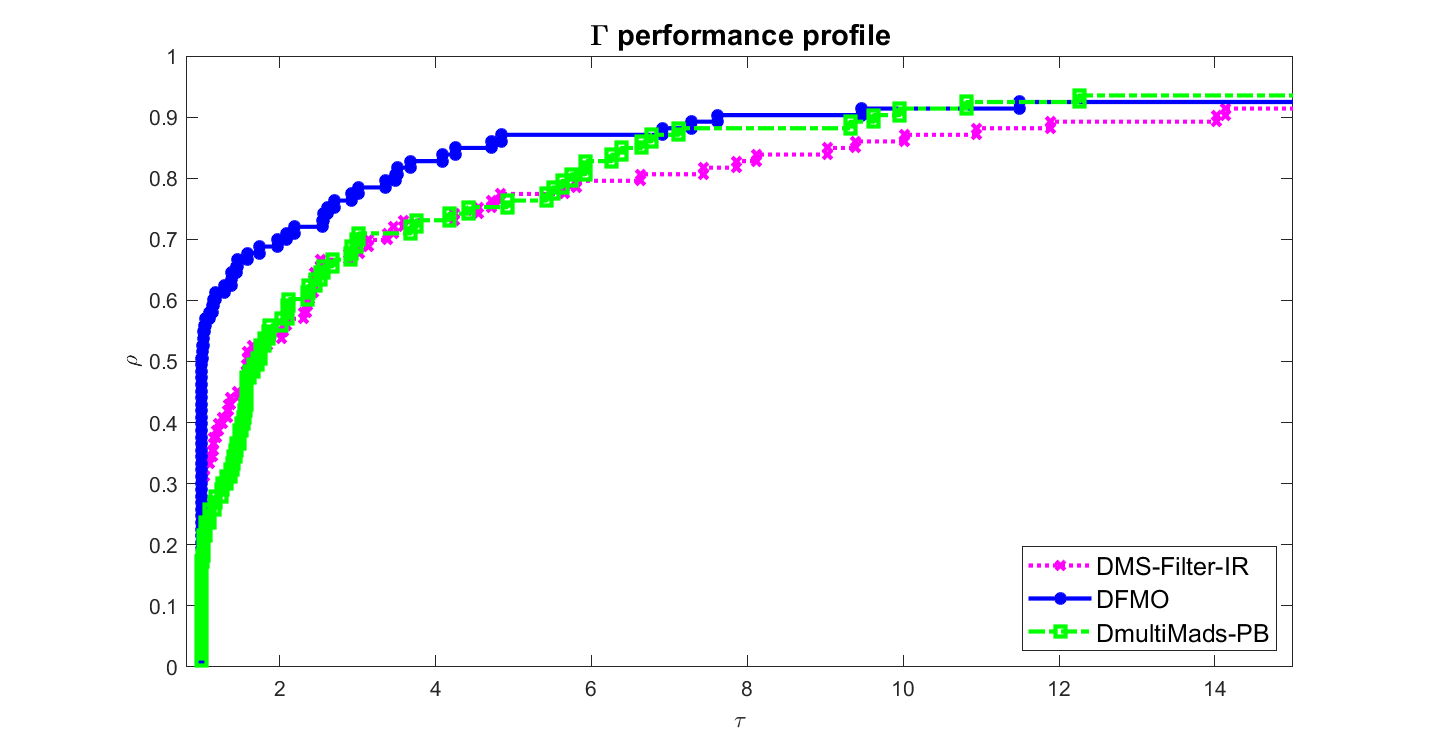 Γ performance profile
1
0.9
0.8
0.7
0.6
0.5
0.4
0.3
0.2
0.1
0
ρ
2 4 6 8 10 12 14
τ
DMS-Filter-IR
DFMO
DmultiMads-PB